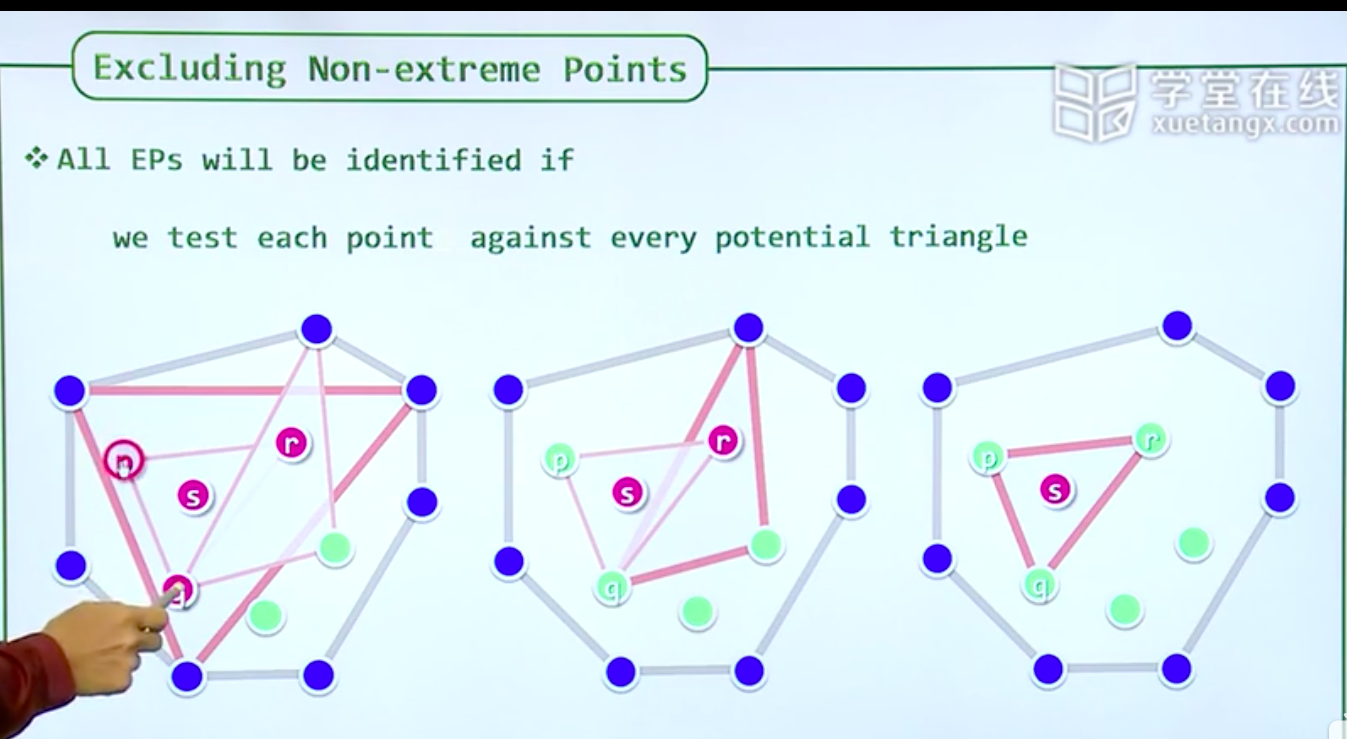 Excluding Non-extreme Points
学堂在线
xuetangx.com
❖All EPs will be identified if
we test each point against every potential triangle
p
r
s
q
p
r
s
q
p
r
s
q